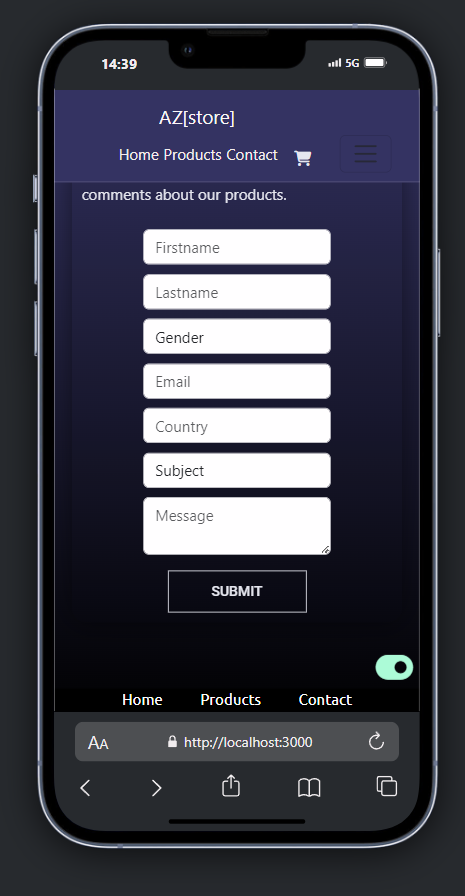 14:39
5G
AZ[store]
Home Products Contact
comments about our products.
Firstname
Lastname
Gender
Email
Country
Subject
Message
SUBMIT
Home Products Contact
AA http://localhost:3000